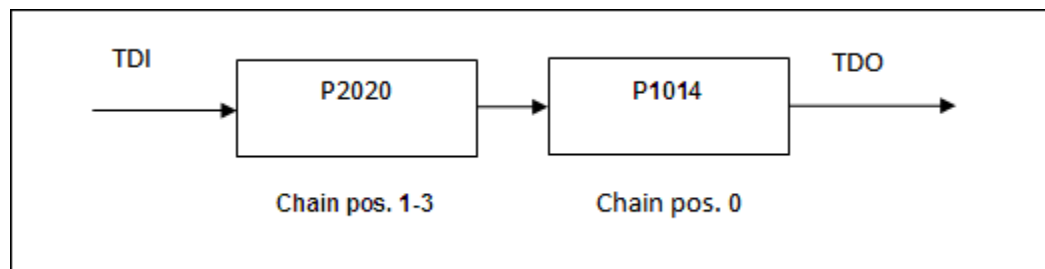 TDI
P2020
P1014
TDO
Chain pos. 1-3
Chain pos. 0